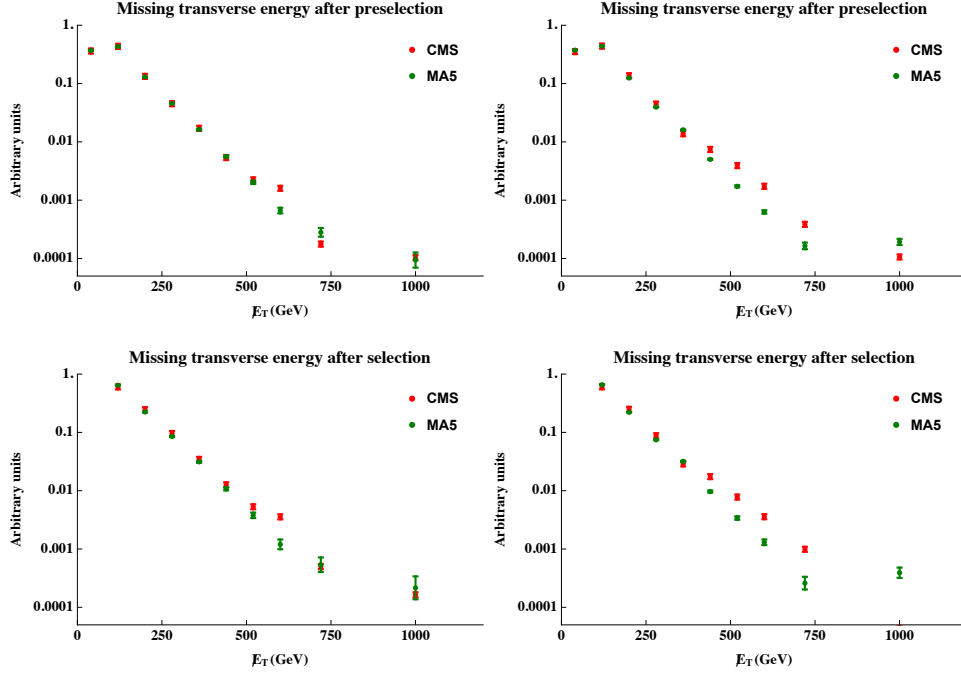 Missing transverse energy after preselection
1.
0.1
0.01
0.001
0.0001
Arbitrary units
CMS
MA5
0 250 500 750 1000
E̸T (GeV)
Missing transverse energy after preselection
1.
0.1
0.01
0.001
0.0001
Arbitrary units
CMS
MA5
0 250 500 750 1000
E̸T (GeV)
Missing transverse energy after selection
1.
0.1
0.01
0.001
0.0001
Arbitrary units
CMS
MA5
0 250 500 750 1000
E̸T (GeV)
Missing transverse energy after selection
1.
0.1
0.01
0.001
0.0001
Arbitrary units
CMS
MA5
0 250 500 750 1000
E̸T (GeV)